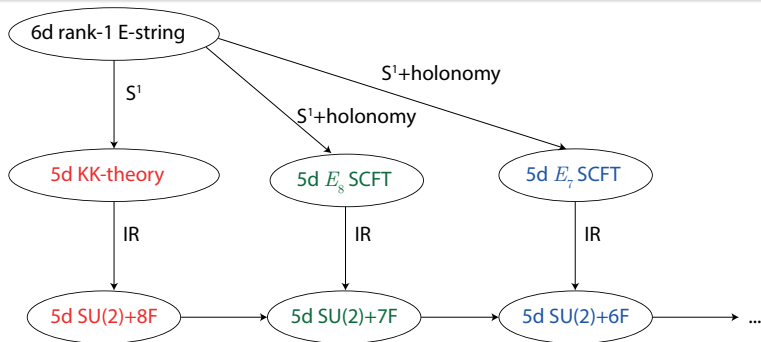 6d rank-1 E-string
S¹+holonomy
S¹
S¹+holonomy
5d KK-theory
5d E₈ SCFT
5d E₇ SCFT
IR
IR
IR
5d SU(2)+8F
5d SU(2)+7F
5d SU(2)+6F
...